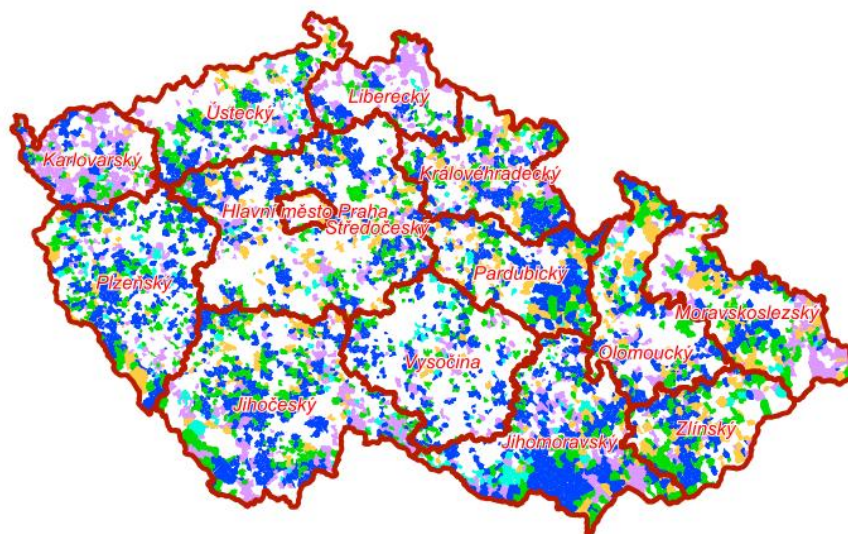 Ústecký
Liberecký
Karlovarský
Královéhradecký
Hlavní město Praha
Středočeský
Plzeňský
Pardubický
Moravskoslezský
Olomoucký
Vysočina
Jihočeský
Jihomoravský
Zlínský